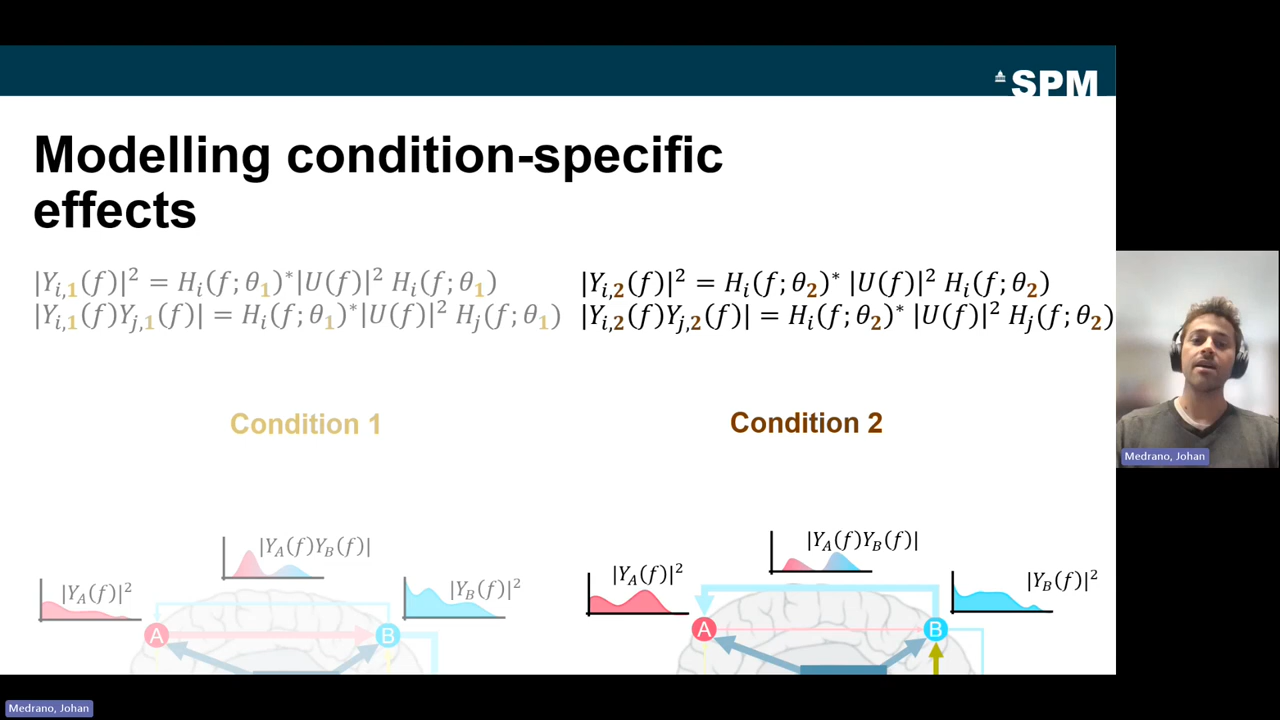 SPM
Modelling condition-specific
effects
|Y_{i,1}(f)|² = H_i(f; θ_1)* |U(f)|² H_i(f; θ_1)
|Y_{i,1}(f)Y_{j,1}(f)| = H_i(f; θ_1)* |U(f)|² H_j(f; θ_1)
|Y_{i,2}(f)|² = H_i(f; θ_2)* |U(f)|² H_i(f; θ_2)
|Y_{i,2}(f)Y_{j,2}(f)| = H_i(f; θ_2)* |U(f)|² H_j(f; θ_2)
Condition 1
Condition 2
|Y_A(f)Y_B(f)|
|Y_A(f)|²
|Y_B(f)|²
A
B
|Y_A(f)Y_B(f)|
|Y_A(f)|²
|Y_B(f)|²
A
B
Medrano, Johan
Medrano, Johan